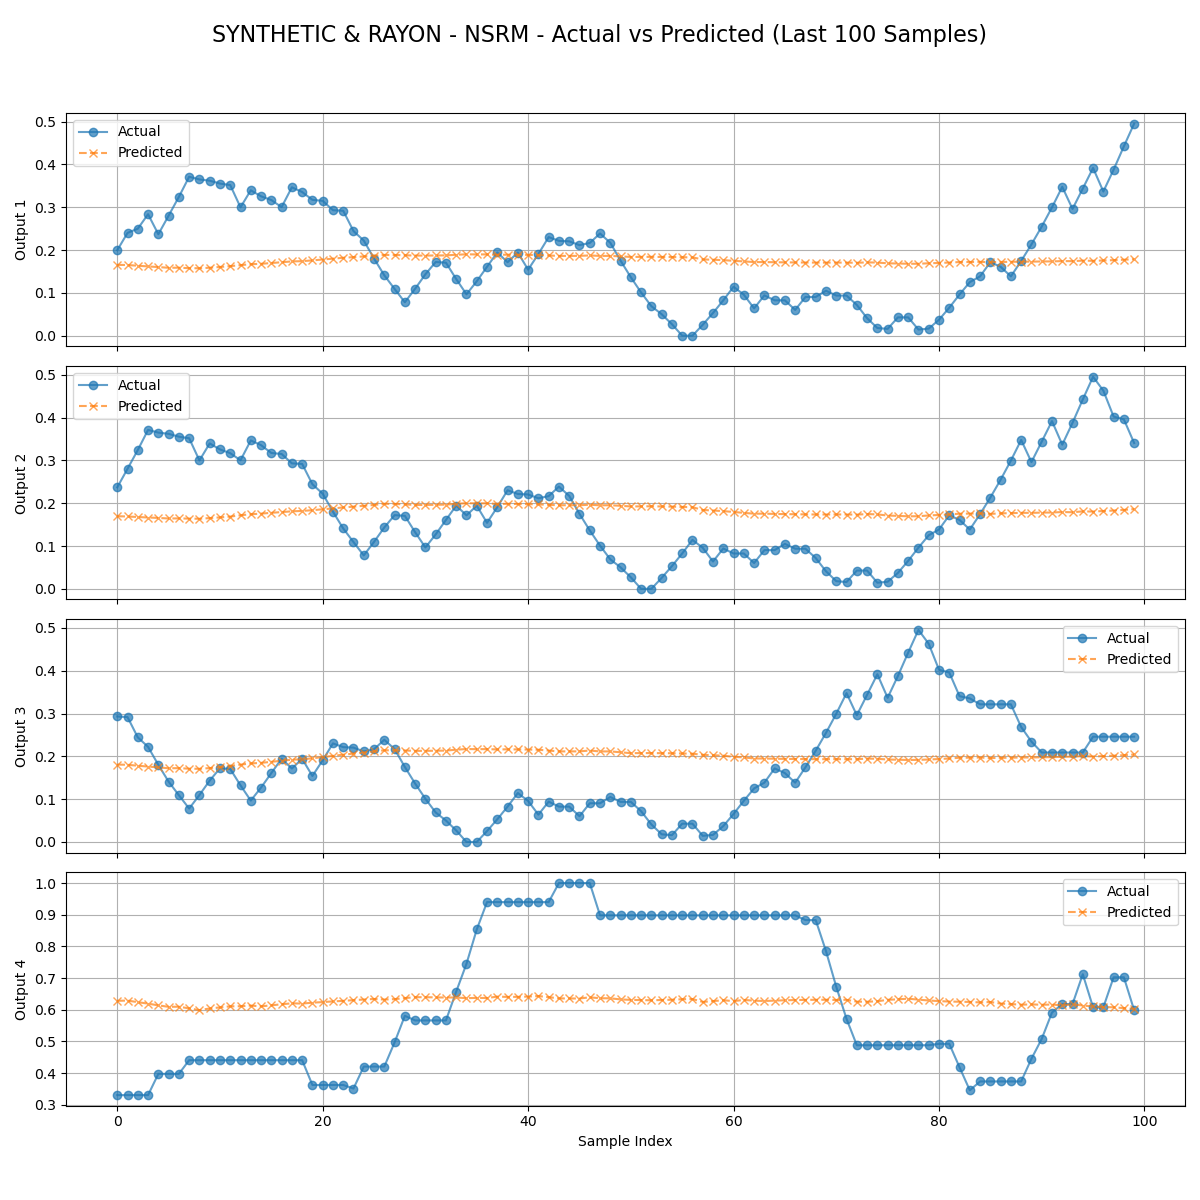 SYNTHETIC & RAYON - NSRM - Actual vs Predicted (Last 100 Samples)
Output 1
0.5
0.4
0.3
0.2
0.1
0.0
Actual
Predicted
Output 2
0.5
0.4
0.3
0.2
0.1
0.0
Actual
Predicted
Output 3
0.5
0.4
0.3
0.2
0.1
0.0
Actual
Predicted
Output 4
1.0
0.9
0.8
0.7
0.6
0.5
0.4
0.3
Actual
Predicted
0 20 40 60 80 100
Sample Index